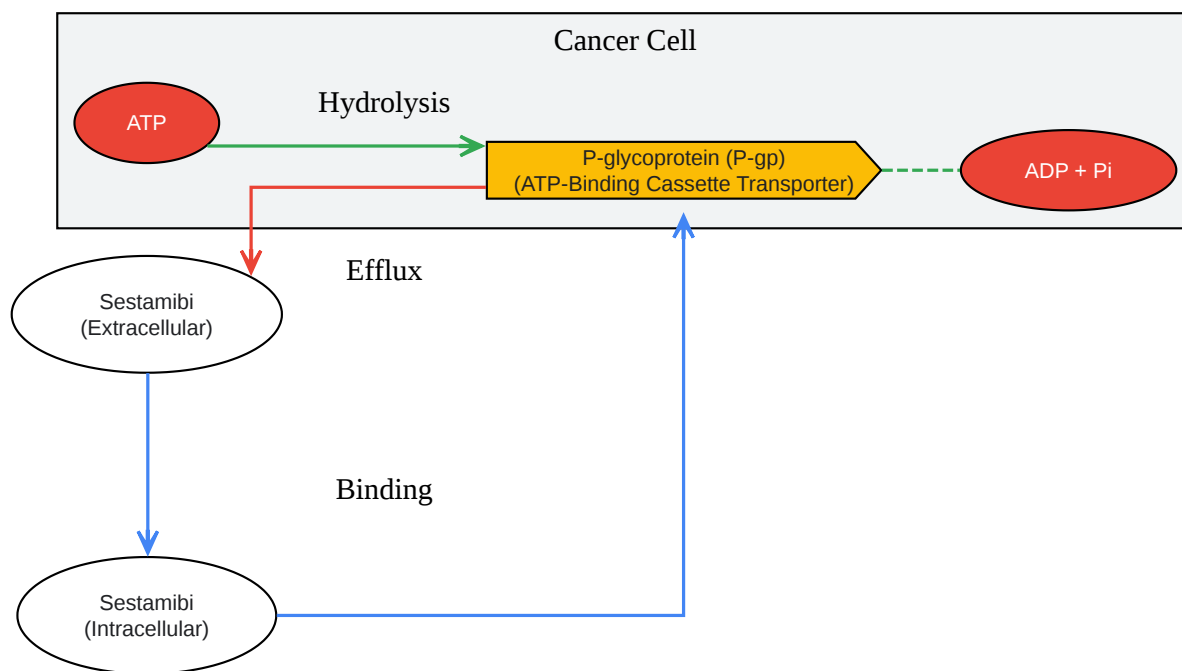 Cancer Cell
Hydrolysis
ATP
P-glycoprotein (P-gp)
(ATP-Binding Cassette Transporter)
ADP + Pi
Efflux
Sestamibi
(Extracellular)
Binding
Sestamibi
(Intracellular)